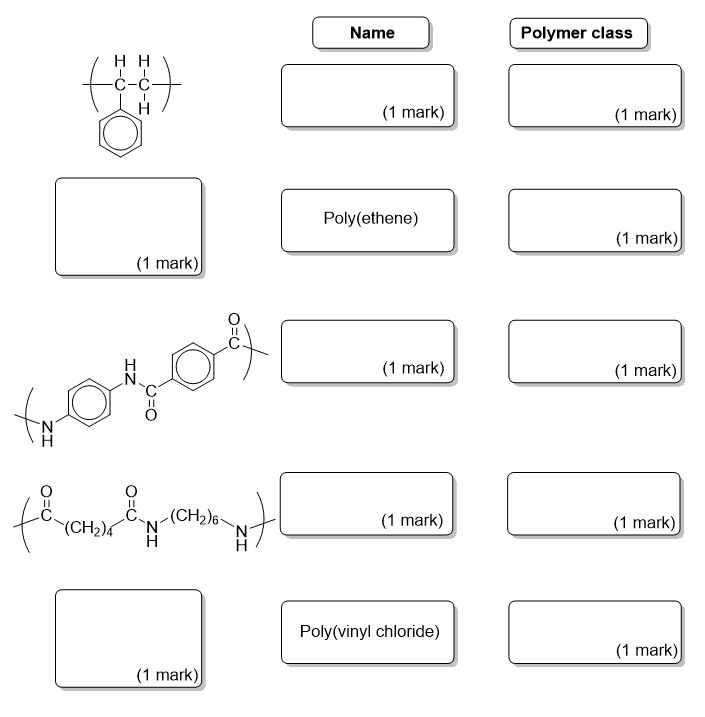 Name Polymer class
H H
C C
H
(1 mark) (1 mark)
(1 mark)
Poly(ethene)
(1 mark)
O
C
H
N
C
O
N
H
(1 mark) (1 mark)
O O
C (CH₂)₄ C N (CH₂)₆ N
H H
(1 mark) (1 mark)
(1 mark)
Poly(vinyl chloride)
(1 mark)